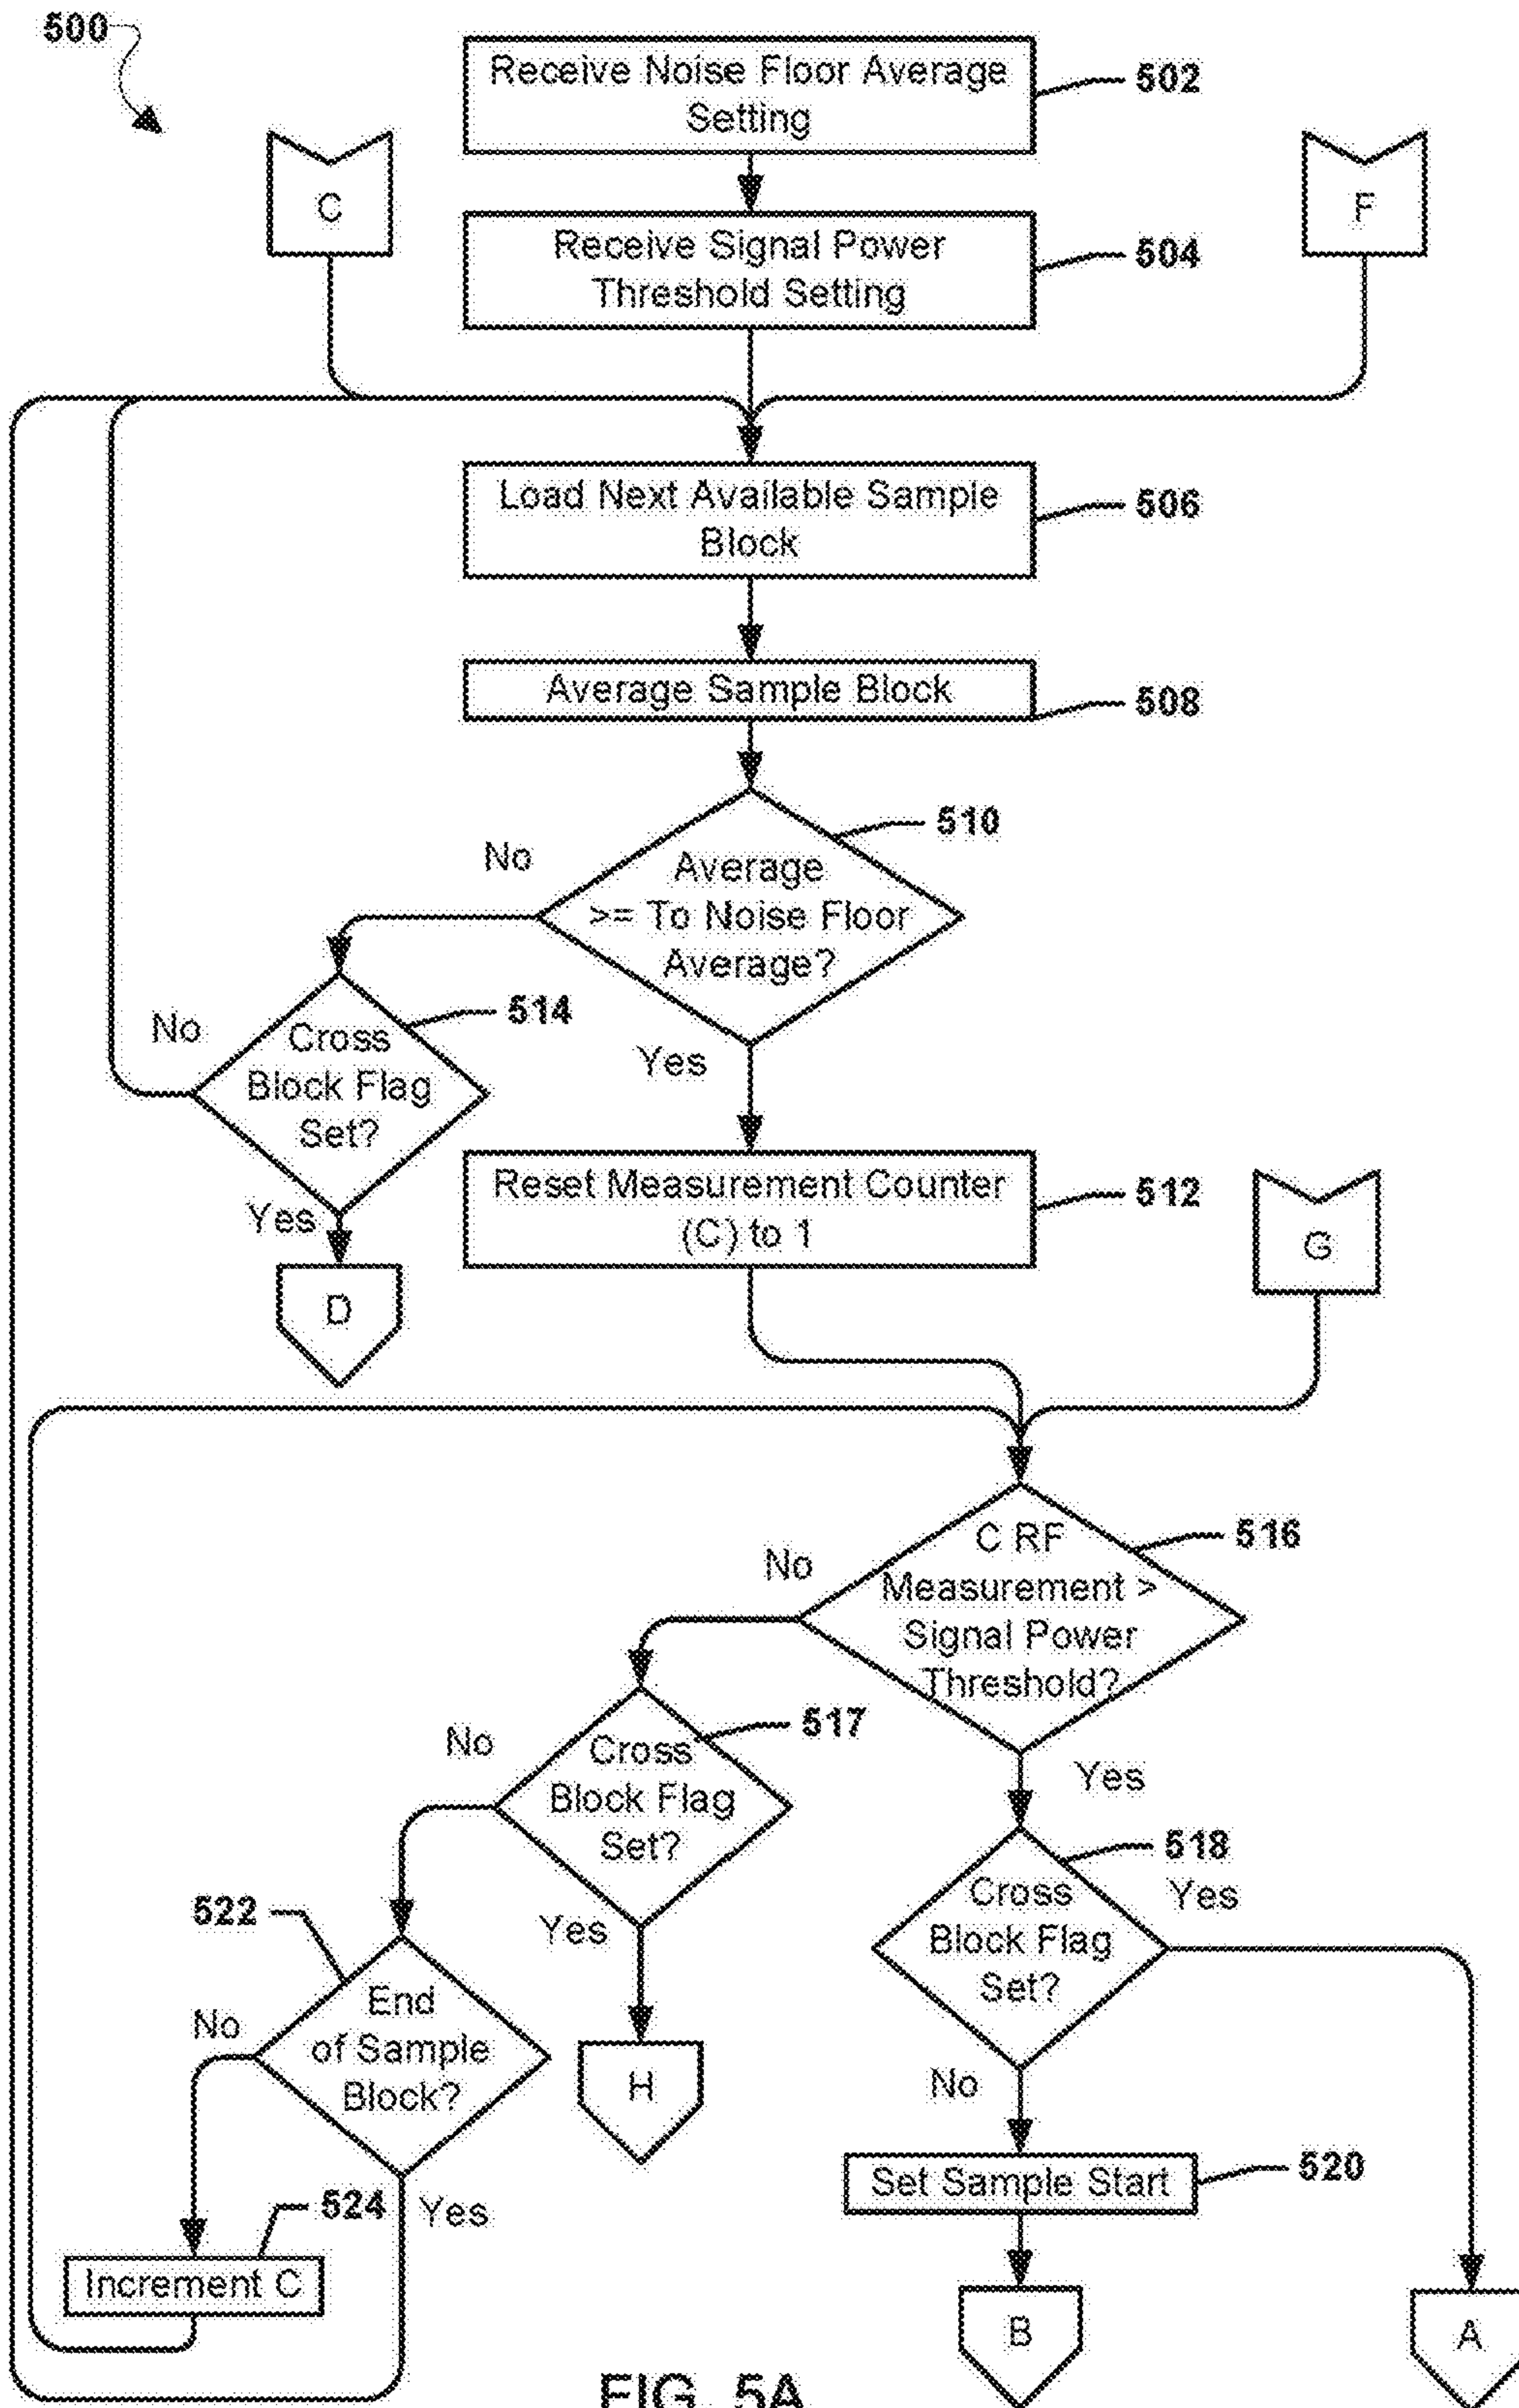 500
Receive Noise Floor Average
Setting
502
C
F
Receive Signal Power
Threshold Setting
504
Load Next Available Sample
Block
506
Average Sample Block
508
510
No
Average
>= To Noise Floor
Average?
514
No
Cross
Block Flag
Set?
Yes
Yes
Reset Measurement Counter
(C) to 1
512
G
D
C RF
Measurement >
Signal Power
Threshold?
516
No
517
No
Cross
Block Flag
Set?
Yes
Yes
518
Cross
Block Flag
Set?
Yes
522
End
of Sample
Block?
No
H
No
Set Sample Start
520
524
Yes
Increment C
B
A
FIG. 5A